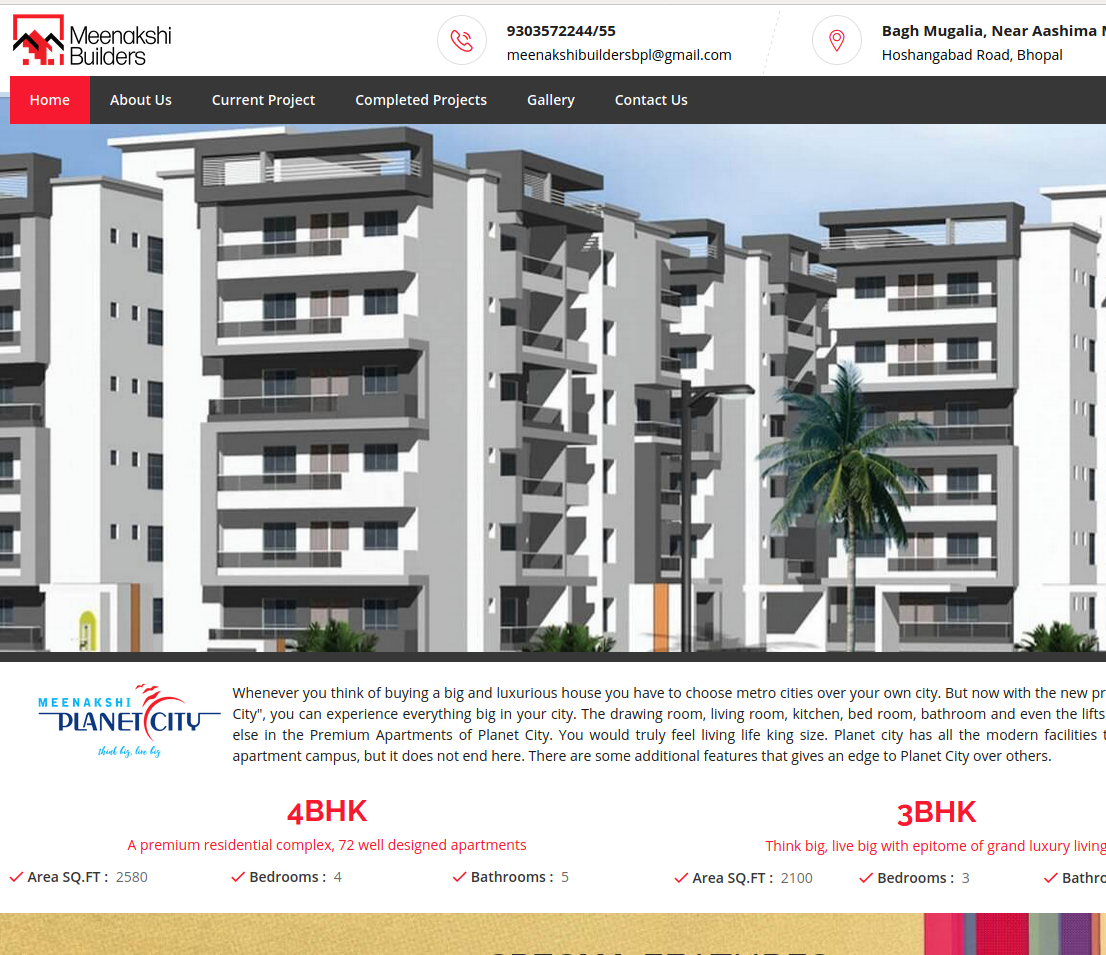 Meenakshi
Builders
9303572244/55
meenakshibuildersbpl@gmail.com
Bagh Mugalia, Near Aashima
Hoshangabad Road, Bhopal
Home About Us Current Project Completed Projects Gallery Contact Us
MEENAKSHI
PLANET CITY
think big, live big
Whenever you think of buying a big and luxurious house you have to choose metro cities over your own city. But now with the new pr
City", you can experience everything big in your city. The drawing room, living room, kitchen, bed room, bathroom and even the lifts
else in the Premium Apartments of Planet City. You would truly feel living life king size. Planet city has all the modern facilities t
apartment campus, but it does not end here. There are some additional features that gives an edge to Planet City over others.
4BHK
A premium residential complex, 72 well designed apartments
Area SQ.FT : 2580 Bedrooms : 4 Bathrooms : 5
3BHK
Think big, live big with epitome of grand luxury living
Area SQ.FT : 2100 Bedrooms : 3 Bathro